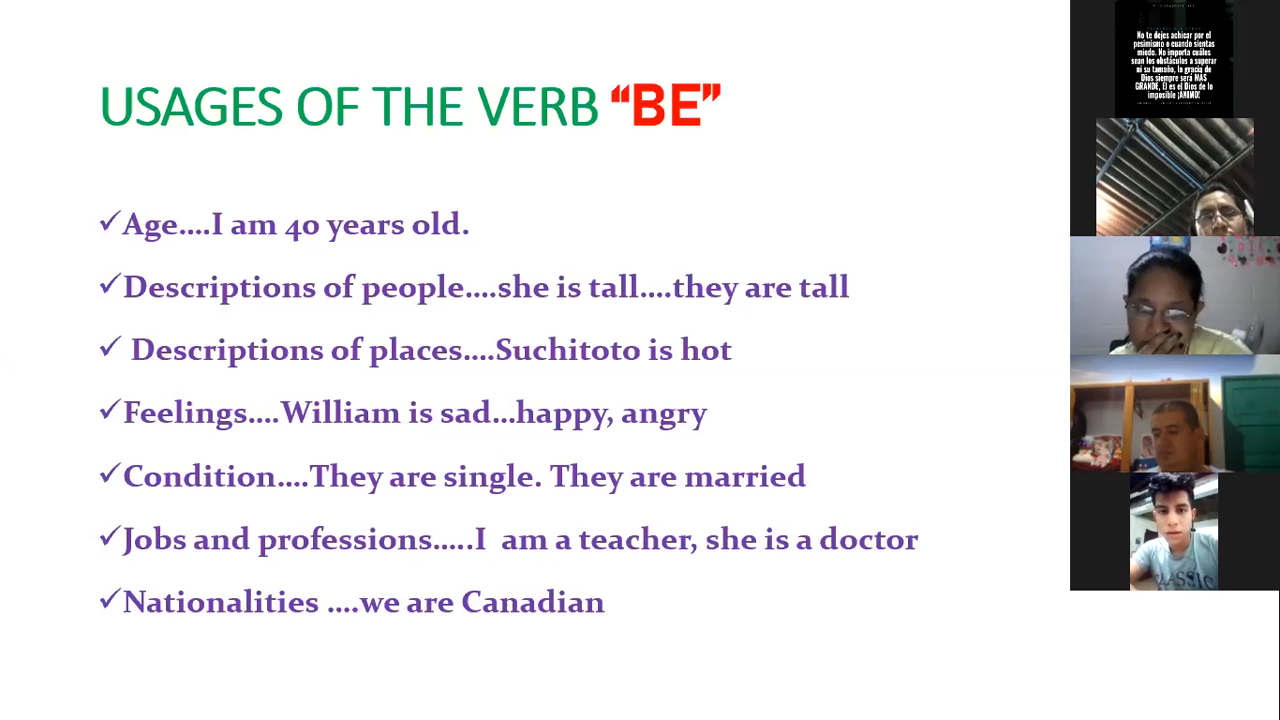 USAGES OF THE VERB “BE”
Age....I am 40 years old.
Descriptions of people....she is tall....they are tall
Descriptions of places....Suchitoto is hot
Feelings....William is sad...happy, angry
Condition....They are single. They are married
Jobs and professions.....I am a teacher, she is a doctor
Nationalities ....we are Canadian
No te dejes achicar por el
pesimismo o cuando sientas
miedo. No importa cuáles
sean los obstáculos a superar
ni su tamaño, la gracia de
Dios siempre será MAS
GRANDE, Él es el Dios de lo
imposible ¡ANIMO!
CLASSIC